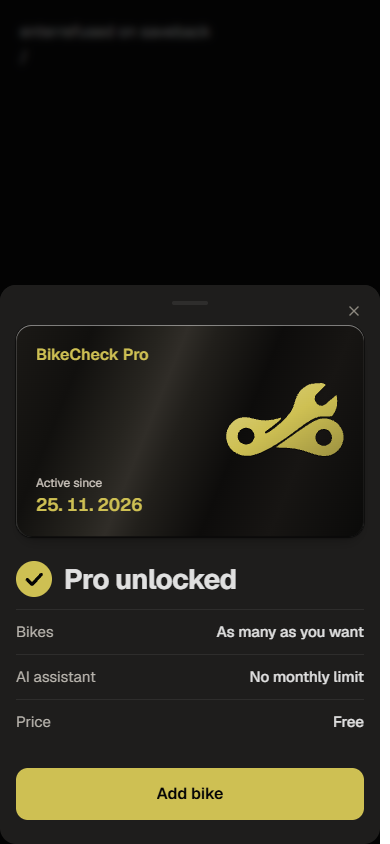 BikeCheck Pro
Active since
25. 11. 2026
Pro unlocked
Bikes As many as you want
AI assistant No monthly limit
Price Free
Add bike